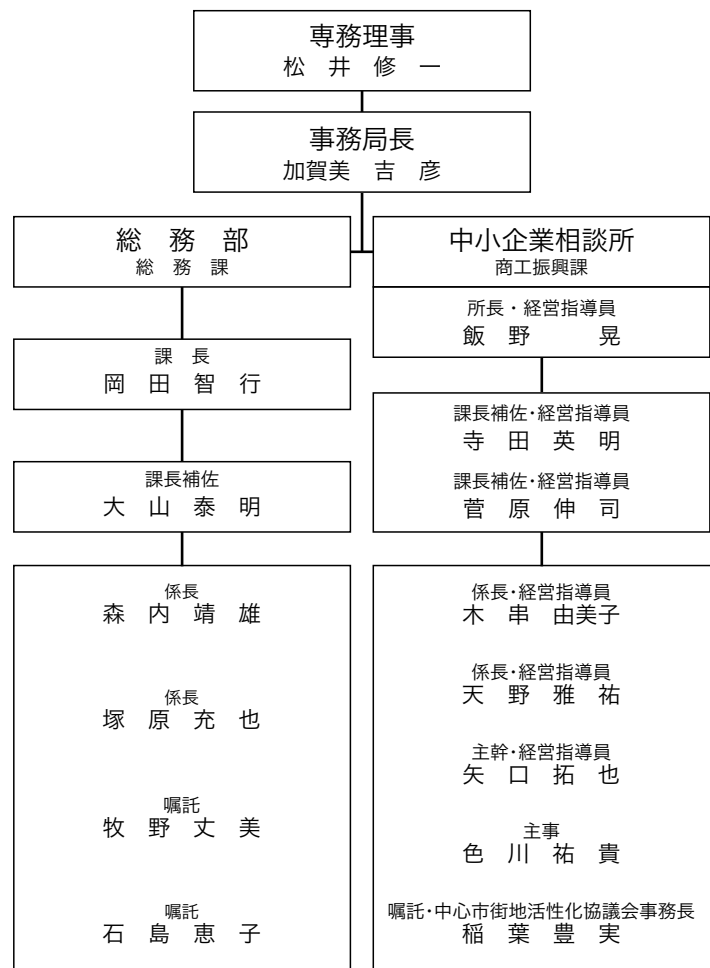 専務理事
松　井　修　一
事務局長
加賀美　吉　彦
総　務　部
総　務　課
課　長
岡　田　智　行
課長補佐
大　山　泰　明
係長
森　内　靖　雄
係長
塚　原　充　也
嘱託
牧　野　丈　美
嘱託
石　島　恵　子
中小企業相談所
商工振興課
所長・経営指導員
飯　野　　　晃
課長補佐・経営指導員
寺　田　英　明
課長補佐・経営指導員
菅　原　伸　司
係長・経営指導員
木　串　由美子
係長・経営指導員
天　野　雅　祐
主幹・経営指導員
矢　口　拓　也
主事
色　川　祐　貴
嘱託・中心市街地活性化協議会事務長
稲　葉　豊　実